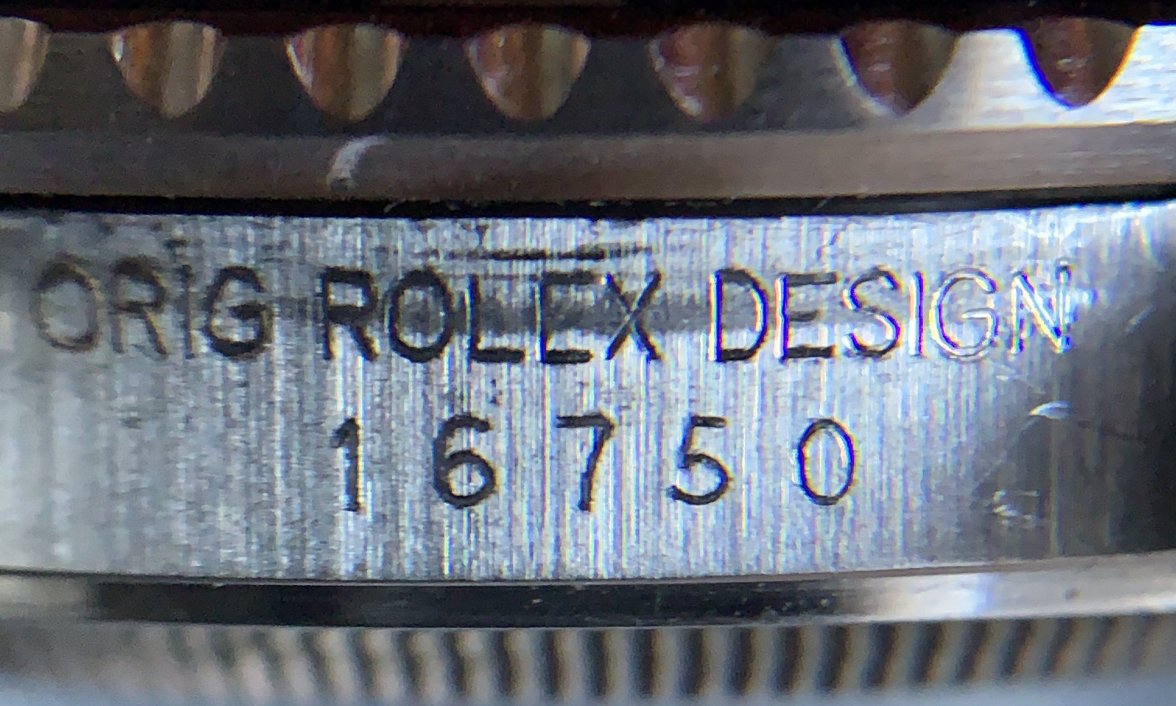 ORIG ROLEX DESIGN
16750